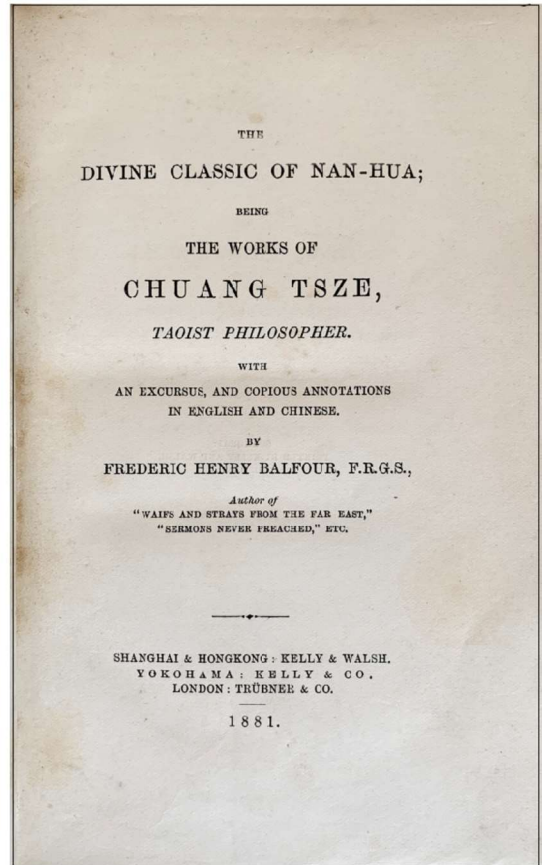 THE
DIVINE CLASSIC OF NAN-HUA;
BEING
THE WORKS OF
CHUANG TSZE,
TAOIST PHILOSOPHER.
WITH
AN EXCURSUS, AND COPIOUS ANNOTATIONS
IN ENGLISH AND CHINESE.
BY
FREDERIC HENRY BALFOUR, F.R.G.S.,
Author of
"WAIFS AND STRAYS FROM THE FAR EAST,"
"SERMONS NEVER PREACHED," ETC.
SHANGHAI & HONGKONG: KELLY & WALSH.
YOKOHAMA: KELLY & CO.
LONDON: TRÜBNER & CO.
1881.